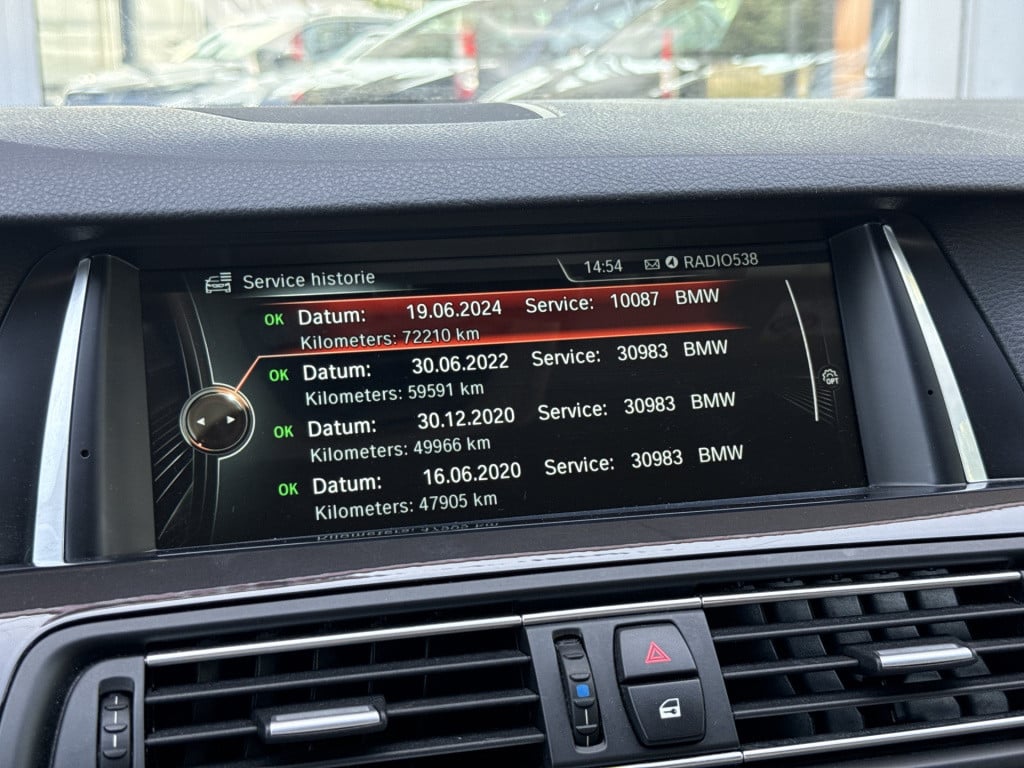 Service historie 14:54 RADIO538
OK Datum: 19.06.2024 Service: 10087 BMW
Kilometers: 72210 km
OK Datum: 30.06.2022 Service: 30983 BMW
Kilometers: 59591 km
OK Datum: 30.12.2020 Service: 30983 BMW
Kilometers: 49966 km
OK Datum: 16.06.2020 Service: 30983 BMW
Kilometers: 47905 km
OPT